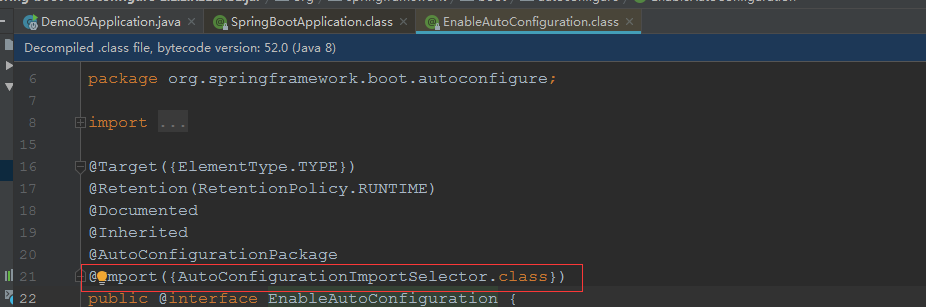 Demo05Application.java × SpringBootApplication.class × EnableAutoConfiguration.class ×
Decompiled .class file, bytecode version: 52.0 (Java 8)
6 package org.springframework.boot.autoconfigure;
7
8 import ...
15
16 @Target({ElementType.TYPE})
17 @Retention(RetentionPolicy.RUNTIME)
18 @Documented
19 @Inherited
20 @AutoConfigurationPackage
21 @Import({AutoConfigurationImportSelector.class})
22 public @interface EnableAutoConfiguration {